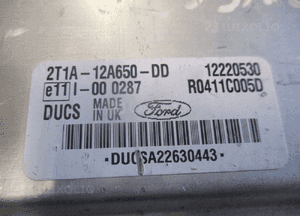 2T1A-12A650-DD 12220530
e11 I-00 0287 R0411C005D
DUCS MADE IN UK Ford
·DUCSA22630443·